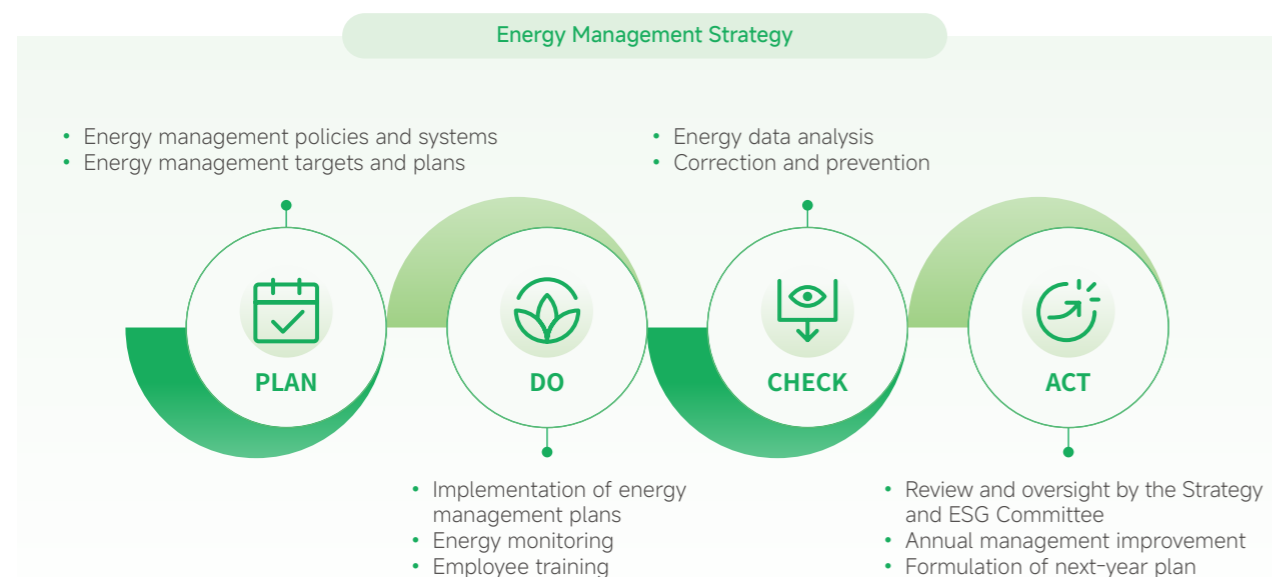 Energy Management Strategy
• Energy management policies and systems
• Energy management targets and plans
• Energy data analysis
• Correction and prevention
PLAN
DO
CHECK
ACT
• Implementation of energy
management plans
• Energy monitoring
• Employee training
• Review and oversight by the Strategy
and ESG Committee
• Annual management improvement
• Formulation of next-year plan